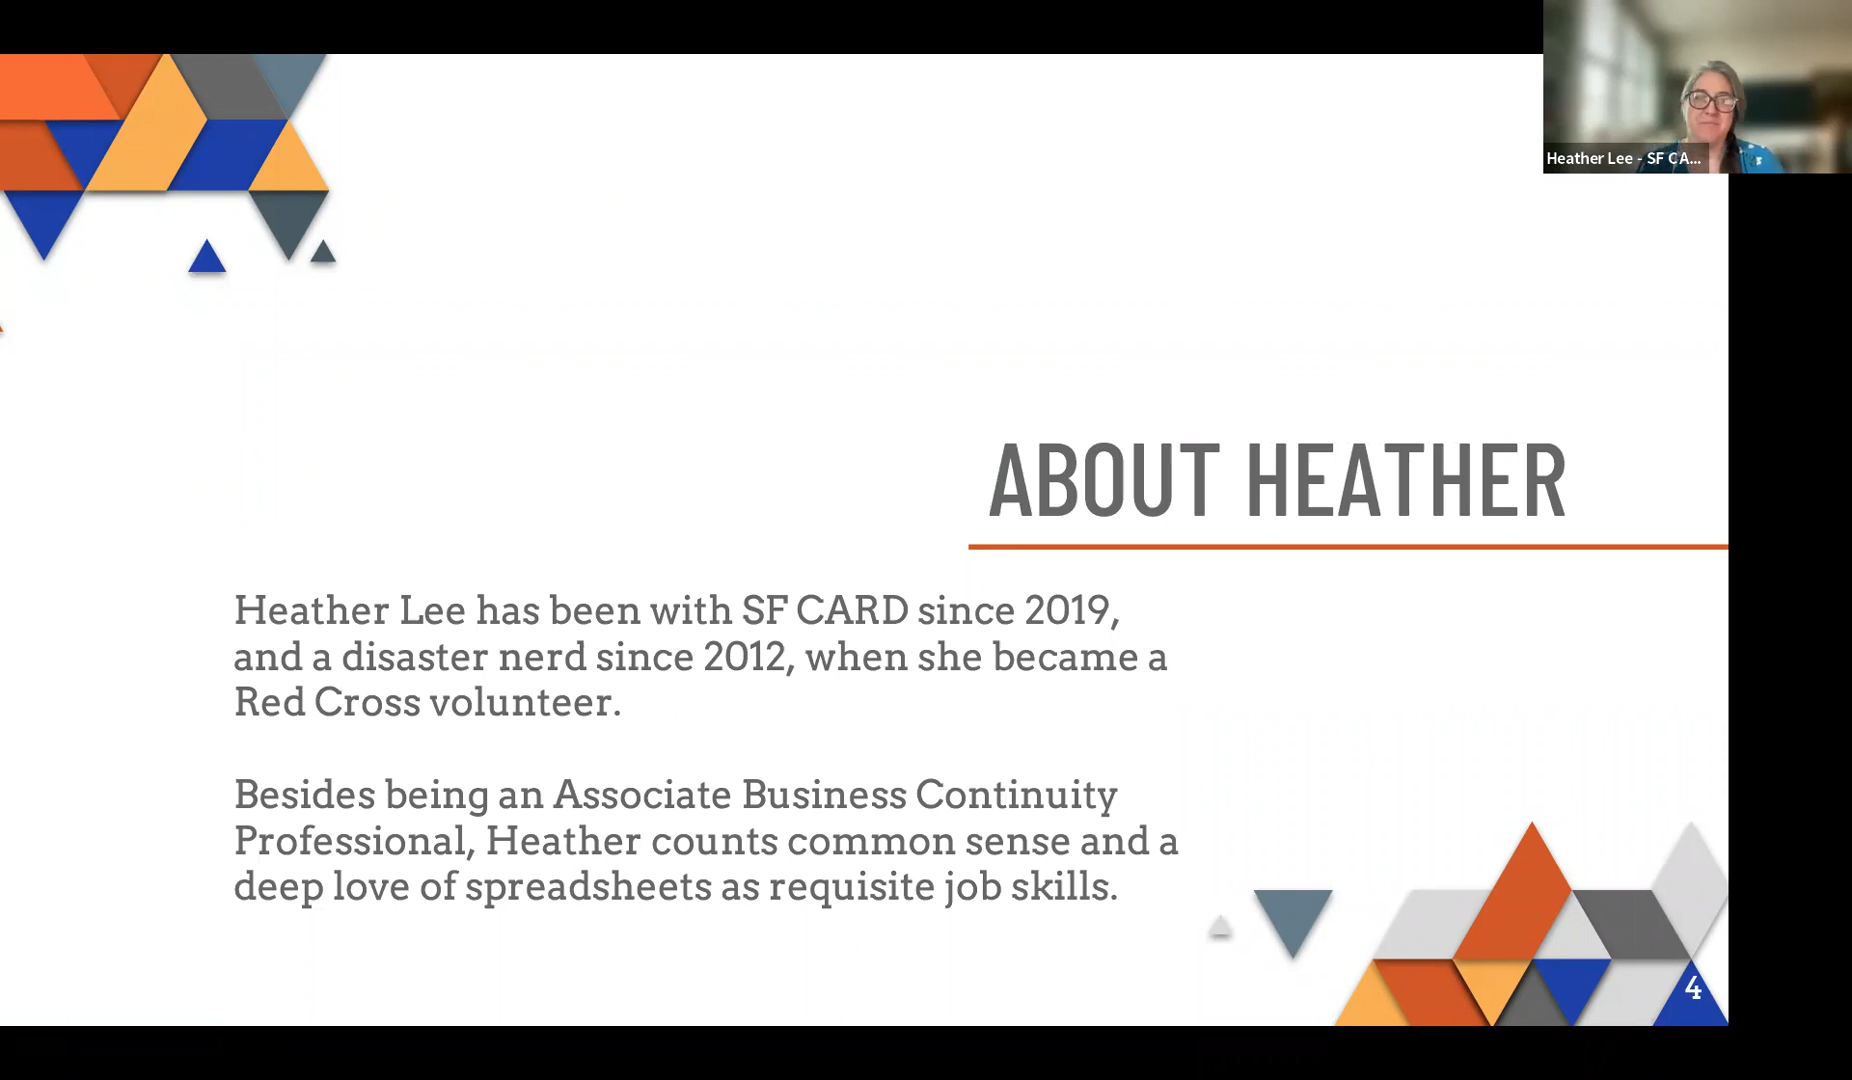 Heather Lee - SF CA...
ABOUT HEATHER
Heather Lee has been with SF CARD since 2019,
and a disaster nerd since 2012, when she became a
Red Cross volunteer.
Besides being an Associate Business Continuity
Professional, Heather counts common sense and a
deep love of spreadsheets as requisite job skills.
4